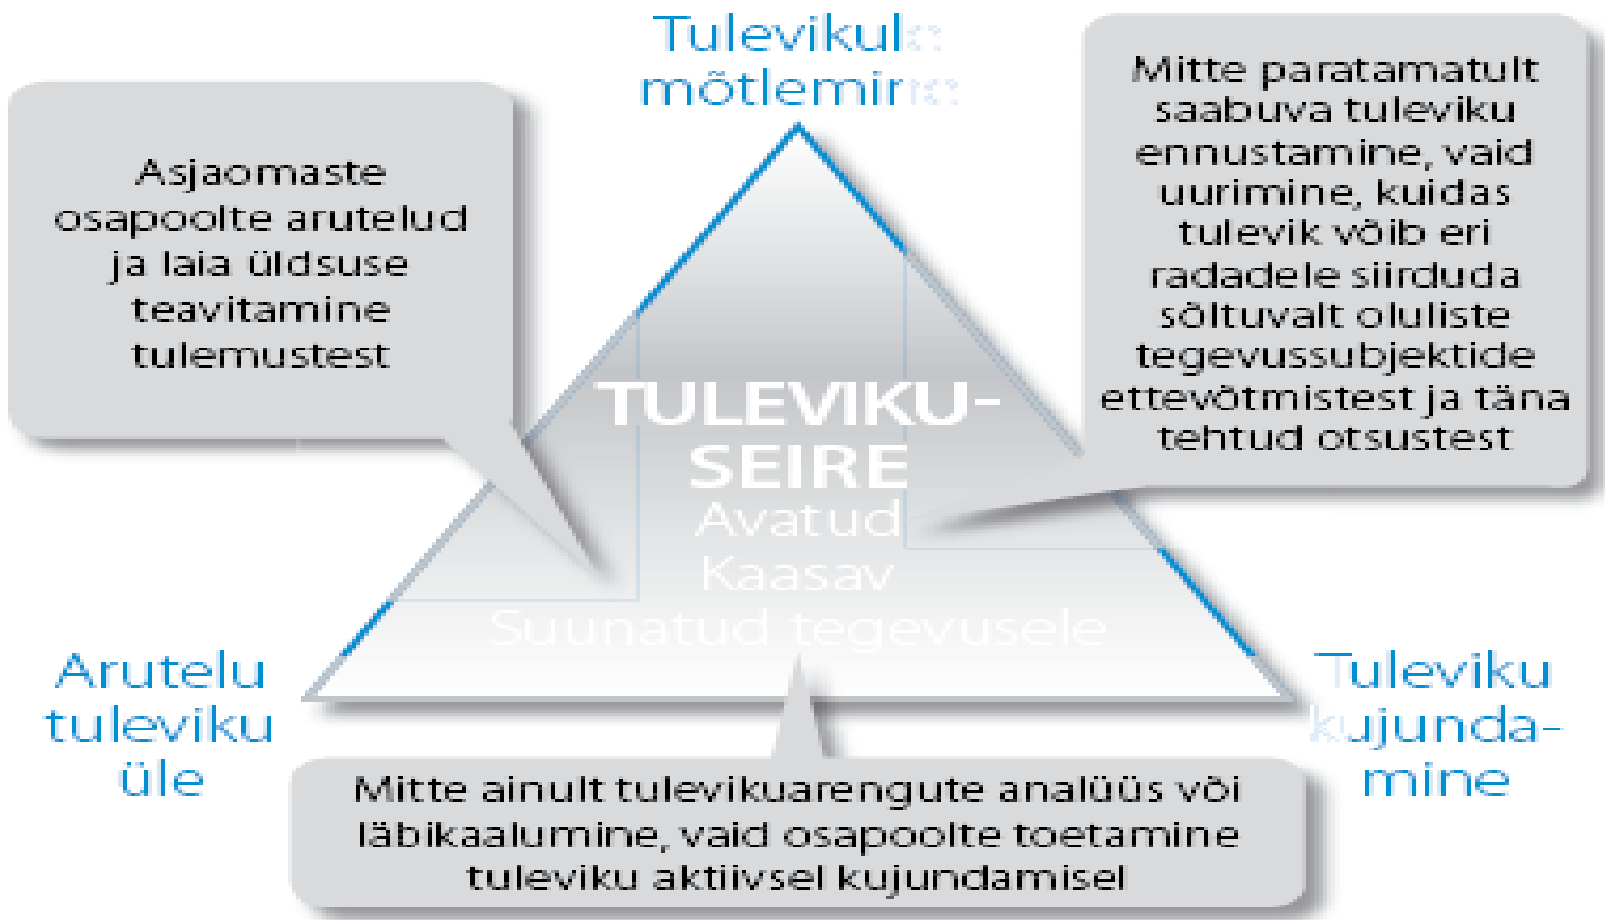 Tulevikule
mõtlemine
Asjaomaste
osapoolte arutelud
ja laia üldsuse
teavitamine
tulemustest
Mitte paratamatult
saabuva tuleviku
ennustamine, vaid
uurimine, kuidas
tulevik võib eri
radadele siirduda
sõltuvalt oluliste
tegevussubjektide
ettevõtmistest ja täna
tehtud otsustest
TULEVIKU-
SEIRE
Avatud
Kaasav
Suunatud tegevusele
Arutelu
tuleviku
üle
Tuleviku
kujunda-
mine
Mitte ainult tulevikuarengute analüüs või
läbikaalumine, vaid osapoolte toetamine
tuleviku aktiivsel kujundamisel